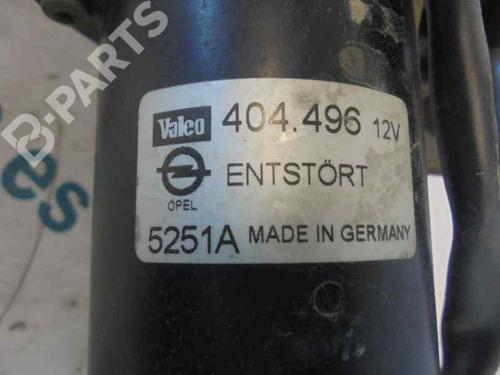 B-PARTS
Valeo 404.496 12V
ENTSTÖRT
OPEL
5251A MADE IN GERMANY